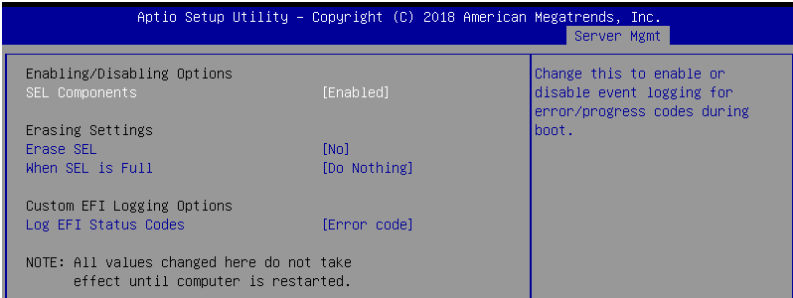 Aptio Setup Utility – Copyright (C) 2018 American Megatrends, Inc.
Server Mgmt
Enabling/Disabling Options
SEL Components [Enabled]
Erasing Settings
Erase SEL [No]
When SEL is Full [Do Nothing]
Custom EFI Logging Options
Log EFI Status Codes [Error code]
NOTE: All values changed here do not take
effect until computer is restarted.
Change this to enable or
disable event logging for
error/progress codes during
boot.